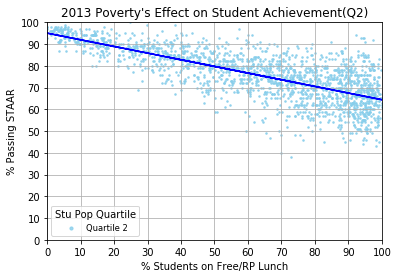 2013 Poverty's Effect on Student Achievement(Q2)
% Passing STAAR
100
90
80
70
60
50
40
30
20
10
0
Stu Pop Quartile
Quartile 2
0 10 20 30 40 50 60 70 80 90 100
% Students on Free/RP Lunch